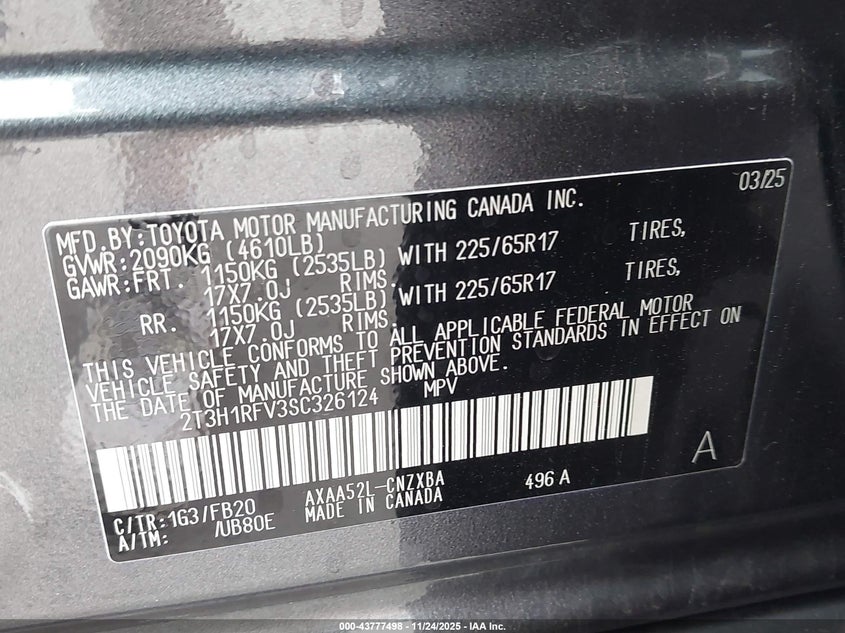 03/25
MFD.BY:TOYOTA MOTOR MANUFACTURING CANADA INC.
GVWR:2090KG (4610LB)
GAWR:FRT. 1150KG (2535LB) WITH 225/65R17 TIRES,
17X7.0J RIMS.
RR. 1150KG (2535LB) WITH 225/65R17 TIRES,
17X7.0J RIMS.
THIS VEHICLE CONFORMS TO ALL APPLICABLE FEDERAL MOTOR
VEHICLE SAFETY AND THEFT PREVENTION STANDARDS IN EFFECT ON
THE DATE OF MANUFACTURE SHOWN ABOVE.
2T3H1RFV3SC326124 MPV
A
C/TR:1G3/FB20 AXAA52L-CNZXBA 496 A
A/TM: /UB80E MADE IN CANADA
000-43777498 - 11/24/2025 - IAA Inc.